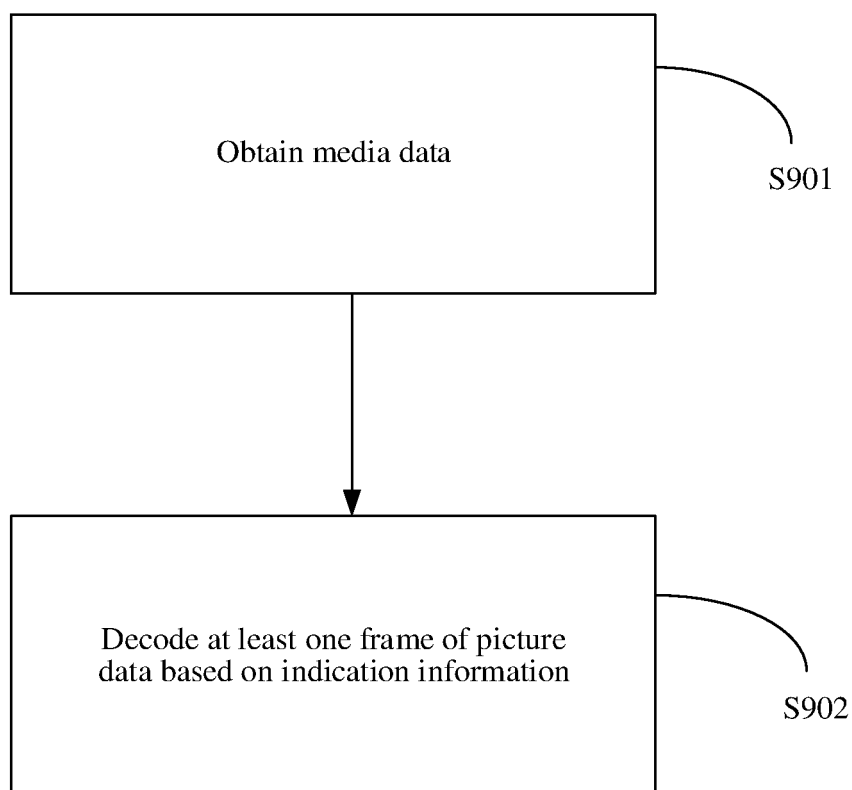 Obtain media data
S901
Decode at least one frame of picture
data based on indication information
S902